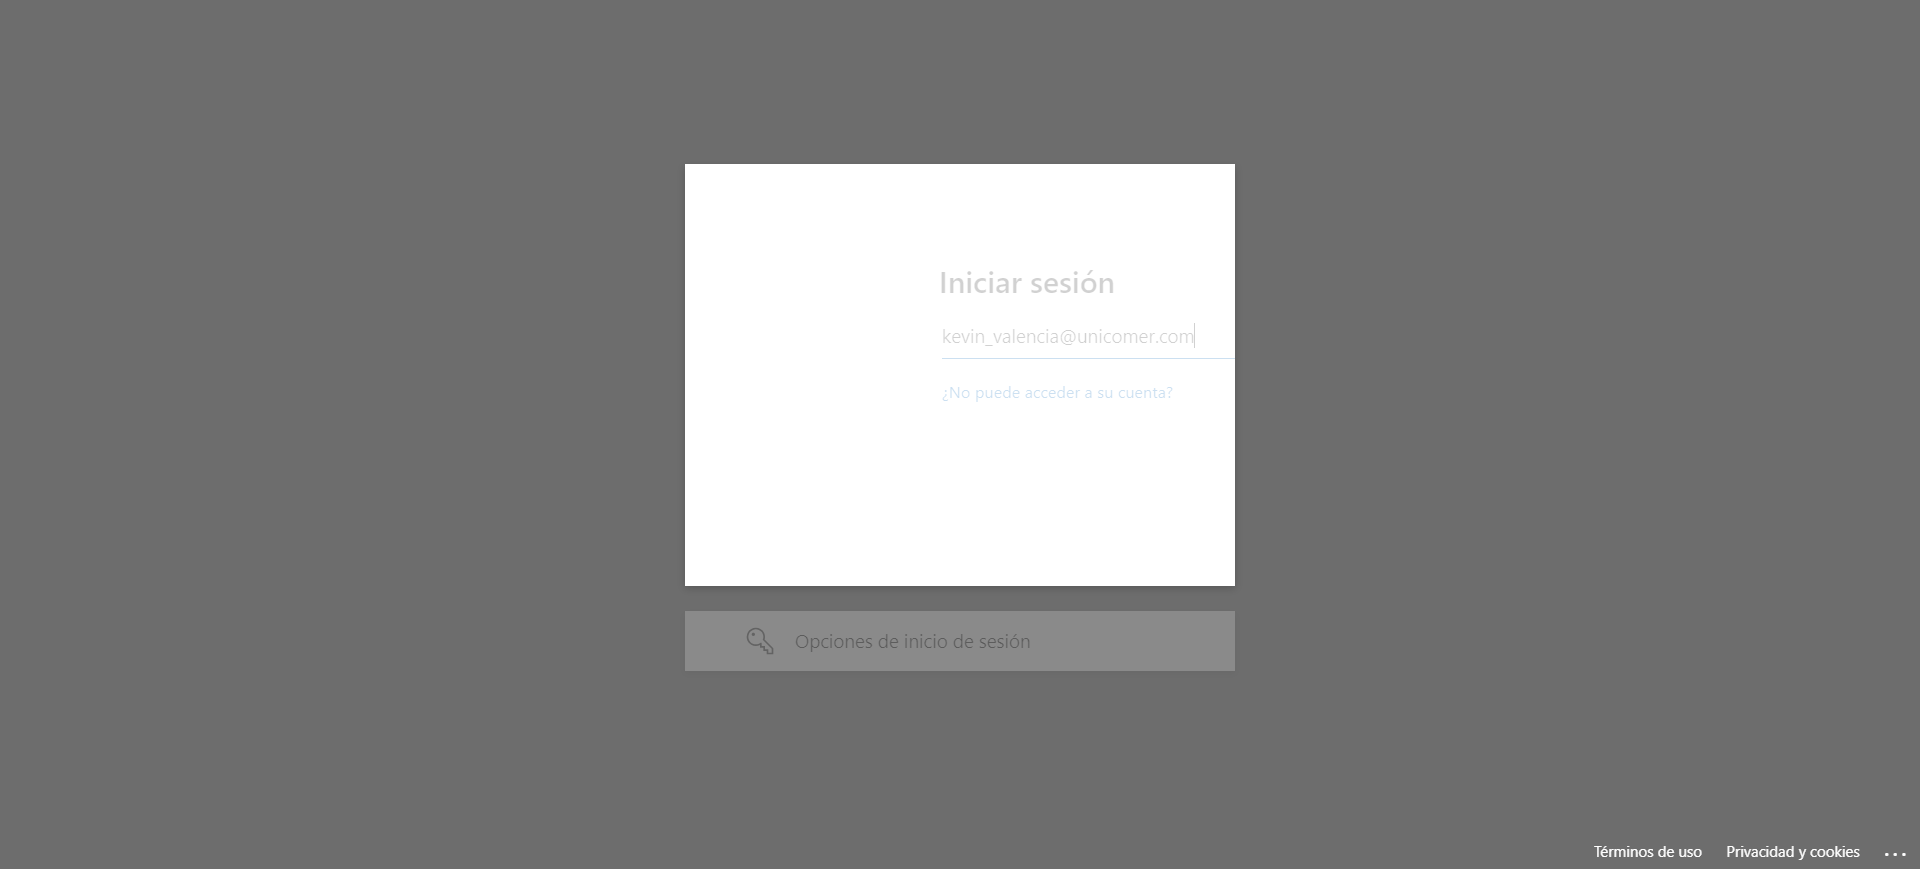 Iniciar sesión
kevin_valencia@unicomer.com
¿No puede acceder a su cuenta?
Opciones de inicio de sesión
Términos de uso Privacidad y cookies ...